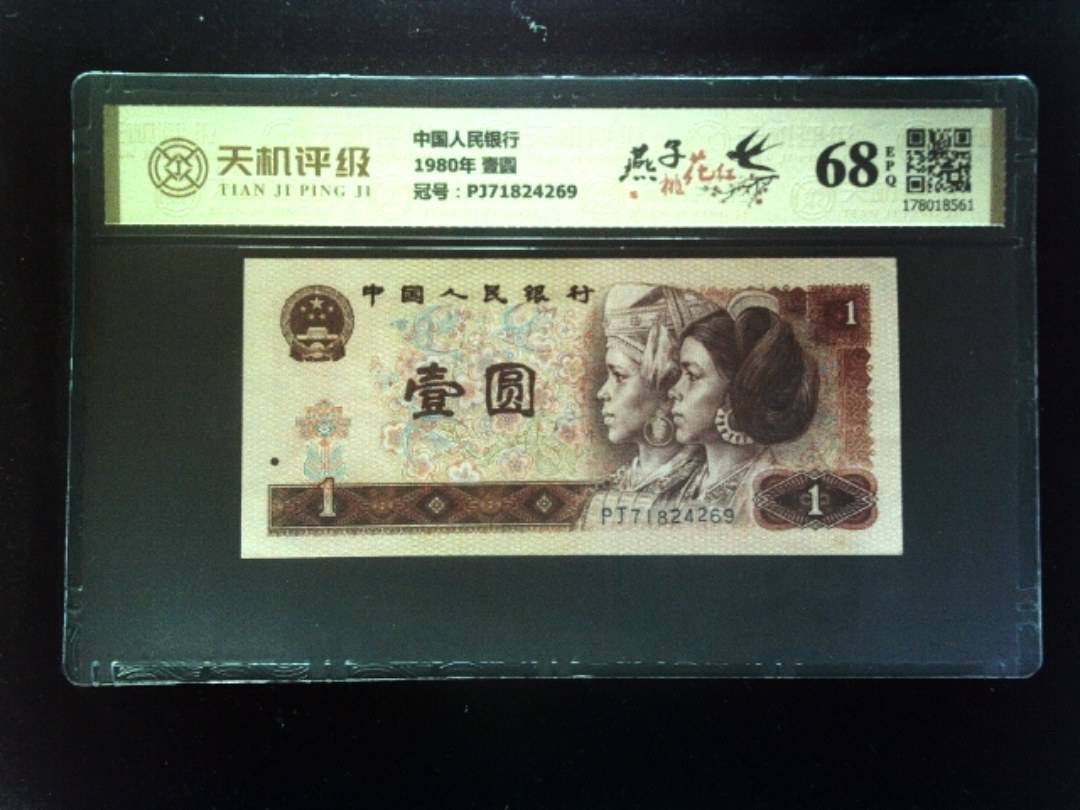 天机评级
TIAN JI PING JI
中国人民银行
1980年 壹圆
冠号：PJ71824269
燕子
桃花红
68
EPQ
178018561
中国人民银行
1
壹圆
1
PJ71824269
1